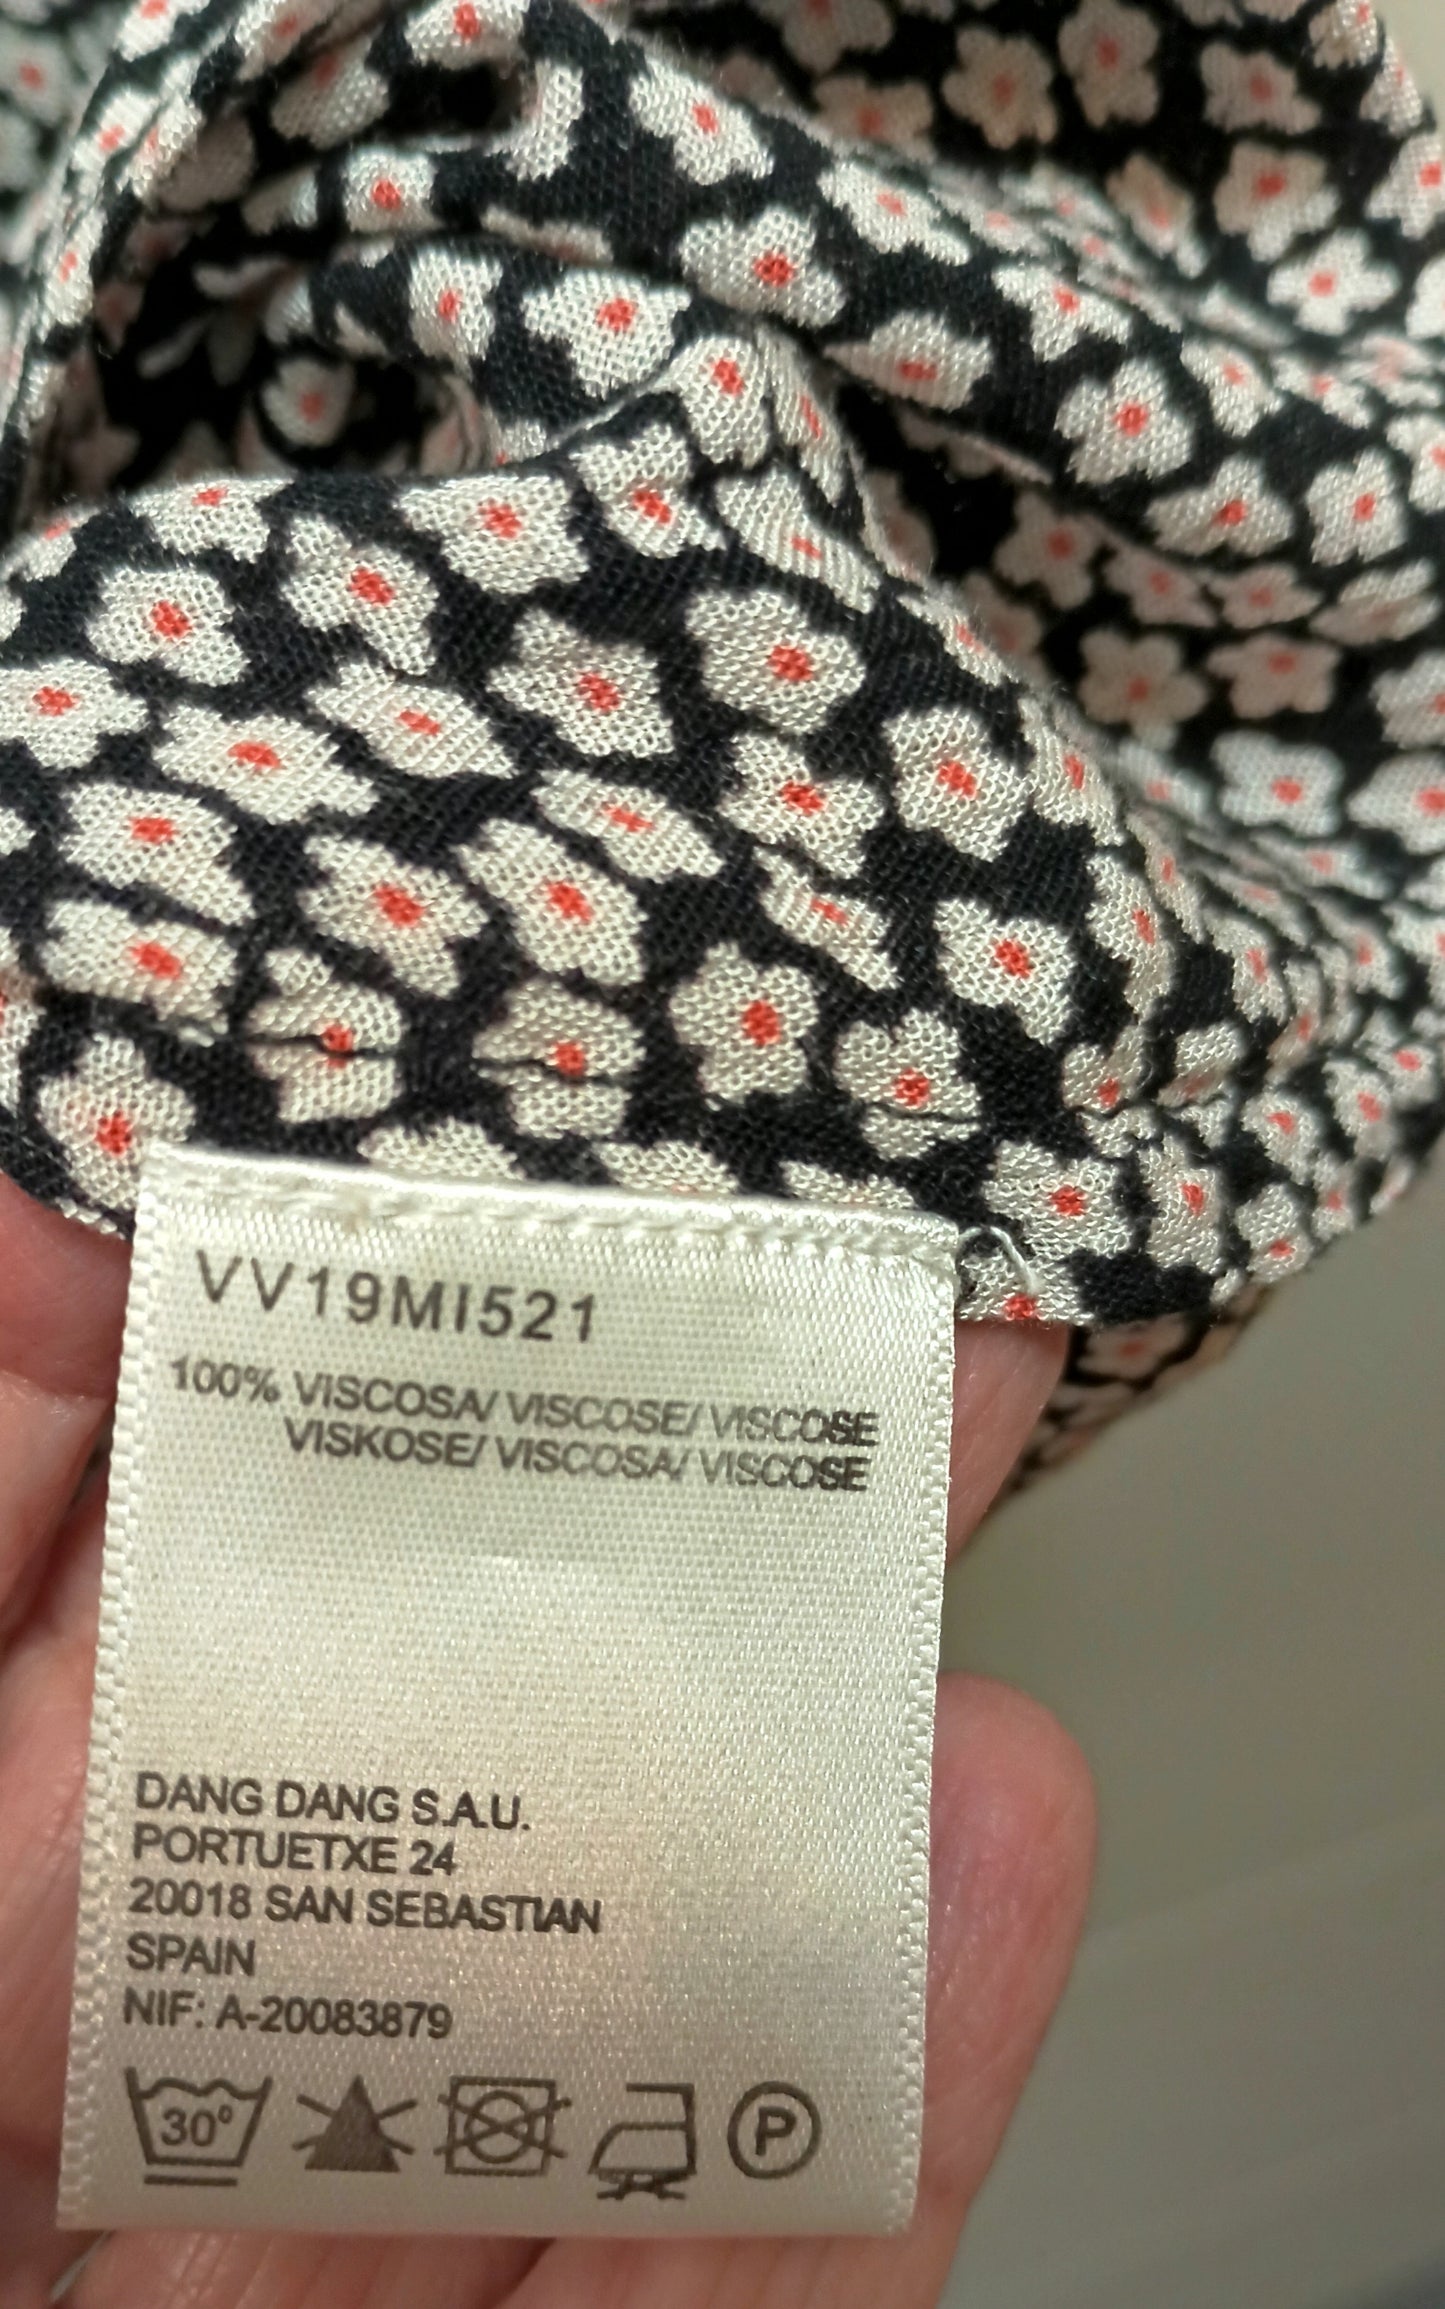 VV19MI521
100% VISCOSA/ VISCOSE/ VISCOSE
VISKOSE/ VISCOSA/ VISCOSE
DANG DANG S.A.U.
PORTUETXE 24
20018 SAN SEBASTIAN
SPAIN
NIF: A-20083879
30° P